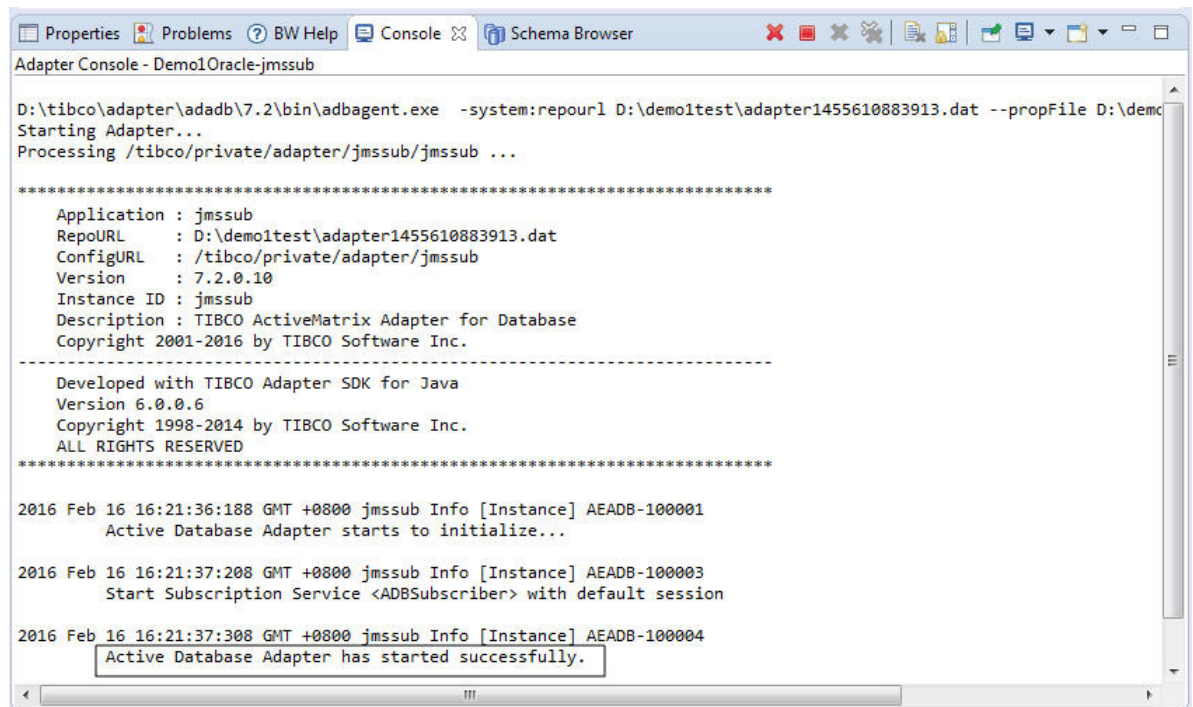 Properties Problems BW Help Console Schema Browser
Adapter Console - Demo1Oracle-jmssub
D:\tibco\adapter\adadb\7.2\bin\adbagent.exe -system:repourl D:\demo1test\adapter1455610883913.dat --propFile D:\demo
Starting Adapter...
Processing /tibco/private/adapter/jmssub/jmssub ...
*****************************************************************************
Application : jmssub
RepoURL : D:\demo1test\adapter1455610883913.dat
ConfigURL : /tibco/private/adapter/jmssub
Version : 7.2.0.10
Instance ID : jmssub
Description : TIBCO ActiveMatrix Adapter for Database
Copyright 2001-2016 by TIBCO Software Inc.
-----------------------------------------------------------------------------
Developed with TIBCO Adapter SDK for Java
Version 6.0.0.6
Copyright 1998-2014 by TIBCO Software Inc.
ALL RIGHTS RESERVED
*****************************************************************************
2016 Feb 16 16:21:36:188 GMT +0800 jmssub Info [Instance] AEADB-100001
Active Database Adapter starts to initialize...
2016 Feb 16 16:21:37:208 GMT +0800 jmssub Info [Instance] AEADB-100003
Start Subscription Service <ADBSubscriber> with default session
2016 Feb 16 16:21:37:308 GMT +0800 jmssub Info [Instance] AEADB-100004
Active Database Adapter has started successfully.